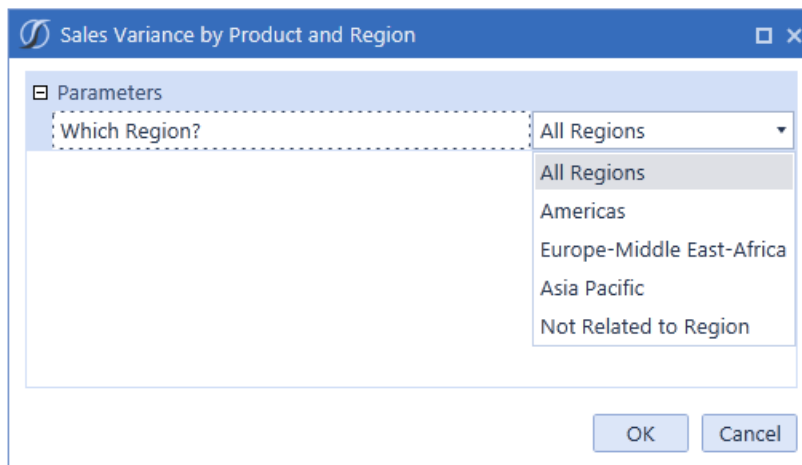 Sales Variance by Product and Region
Parameters
Which Region?
All Regions
All Regions
Americas
Europe-Middle East-Africa
Asia Pacific
Not Related to Region
OK
Cancel